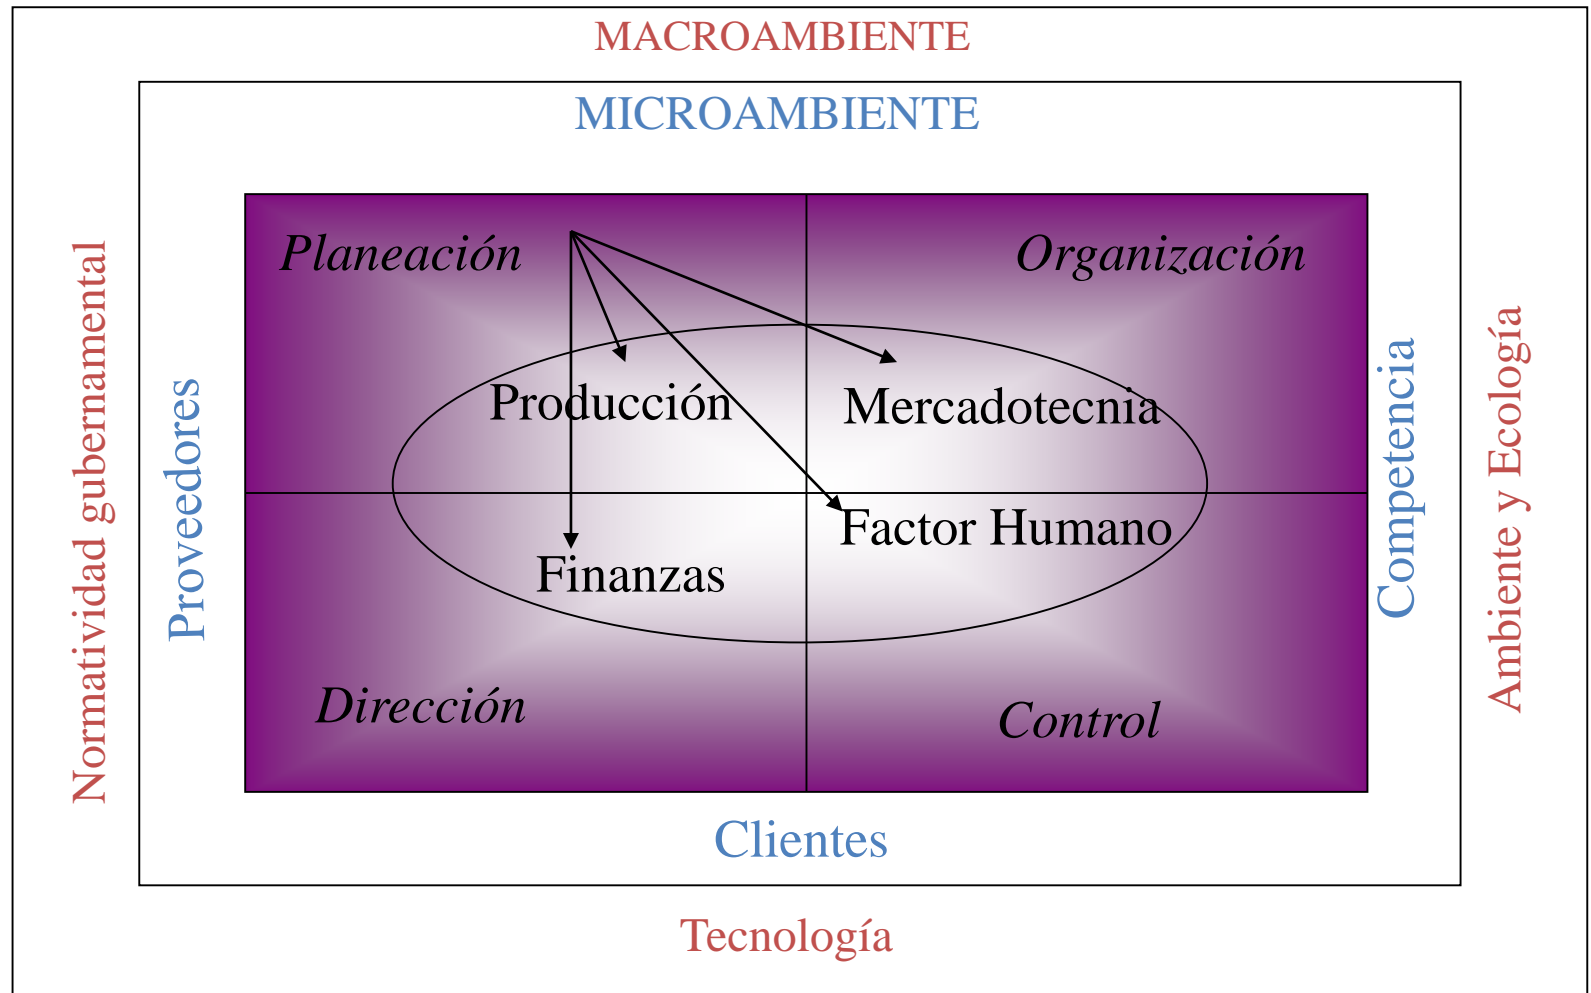 MACROAMBIENTE
MICROAMBIENTE
Normatividad gubernamental
Proveedores
Planeación
Organización
Producción
Mercadotecnia
Factor Humano
Finanzas
Dirección
Control
Competencia
Ambiente y Ecología
Clientes
Tecnología